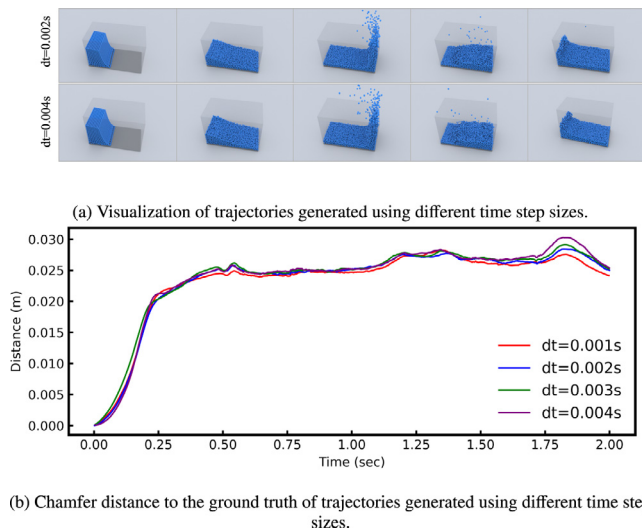 dt=0.002s
dt=0.004s
(a) Visualization of trajectories generated using different time step sizes.
0.030
0.025
0.020
0.015
0.010
0.005
0.000
Distance (m)
dt=0.001s
dt=0.002s
dt=0.003s
dt=0.004s
0.00 0.25 0.50 0.75 1.00 1.25 1.50 1.75 2.00
Time (sec)
(b) Chamfer distance to the ground truth of trajectories generated using different time ste
sizes.